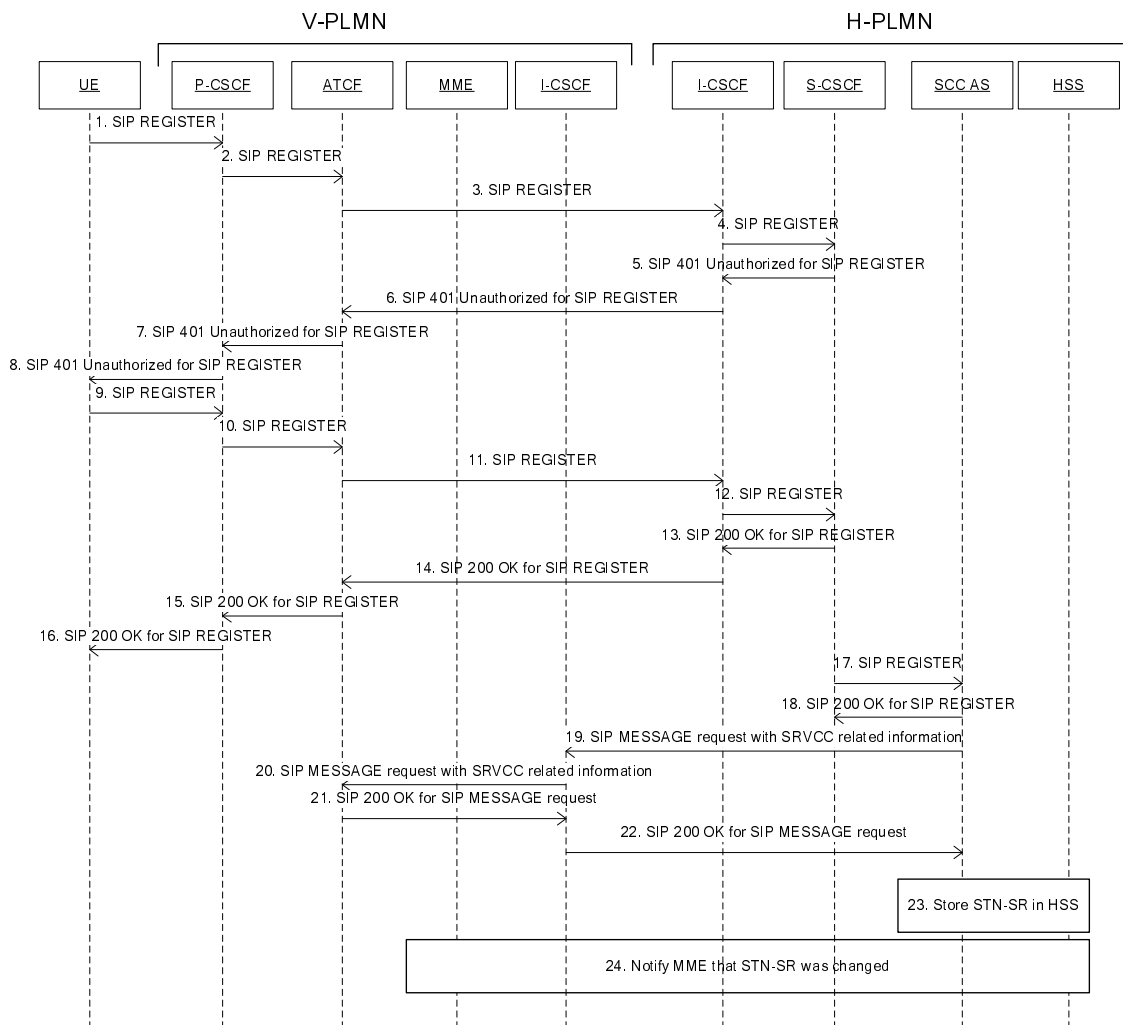 V-PLMN
H-PLMN
UE
P-CSCF
ATCF
MME
I-CSCF
I-CSCF
S-CSCF
SCC AS
HSS
1. SIP REGISTER
2. SIP REGISTER
3. SIP REGISTER
4. SIP REGISTER
5. SIP 401 Unauthorized for SIP REGISTER
6. SIP 401 Unauthorized for SIP REGISTER
7. SIP 401 Unauthorized for SIP REGISTER
8. SIP 401 Unauthorized for SIP REGISTER
9. SIP REGISTER
10. SIP REGISTER
11. SIP REGISTER
12. SIP REGISTER
13. SIP 200 OK for SIP REGISTER
14. SIP 200 OK for SIP REGISTER
15. SIP 200 OK for SIP REGISTER
16. SIP 200 OK for SIP REGISTER
17. SIP REGISTER
18. SIP 200 OK for SIP REGISTER
19. SIP MESSAGE request with SRVCC related information
20. SIP MESSAGE request with SRVCC related information
21. SIP 200 OK for SIP MESSAGE request
22. SIP 200 OK for SIP MESSAGE request
23. Store STN-SR in HSS
24. Notify MME that STN-SR was changed